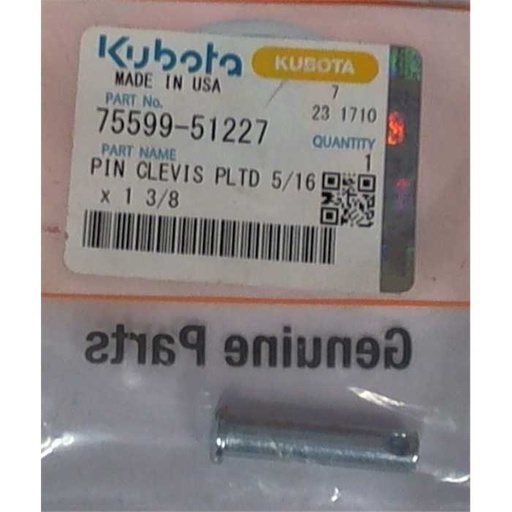 Kubota KUBOTA
MADE IN USA 7
PART No. 23 1710
75599-51227 QUANTITY
PART NAME 1
PIN CLEVIS PLTD 5/16
x 1 3/8
Genuine Parts